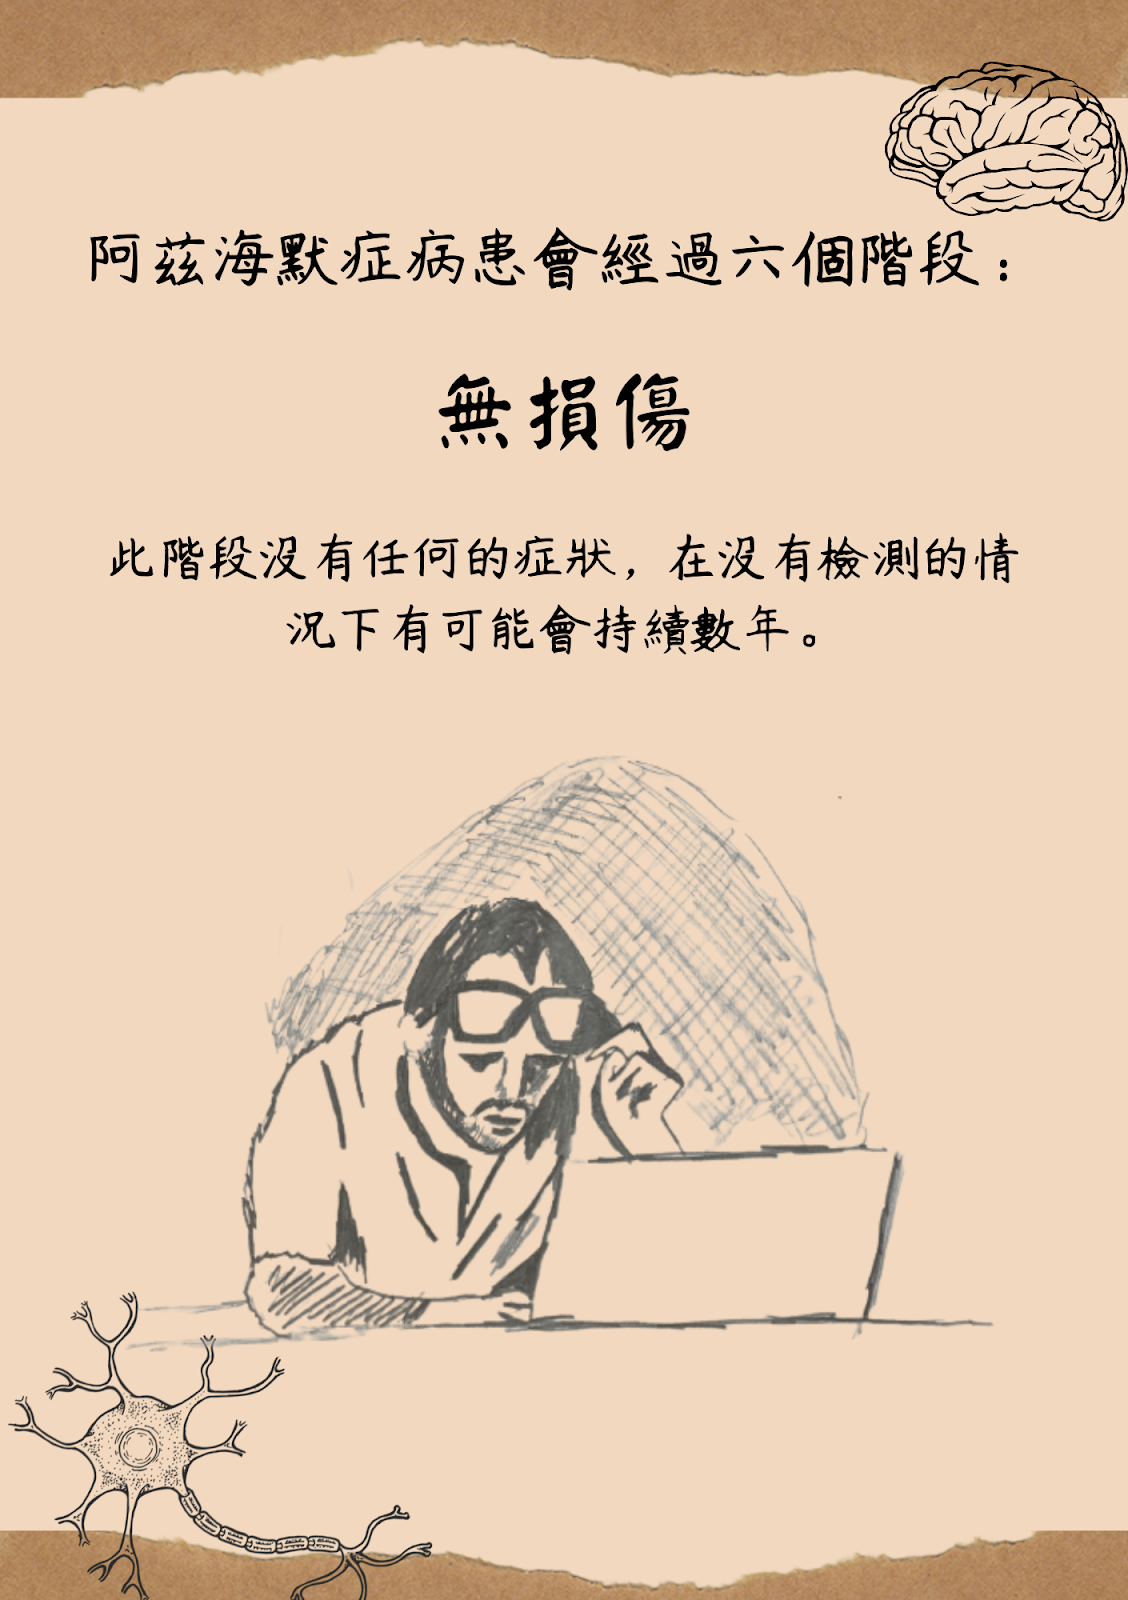 阿茲海默症病患會經過六個階段：
無損傷
此階段沒有任何的症狀，在沒有檢測的情
況下有可能會持續數年。